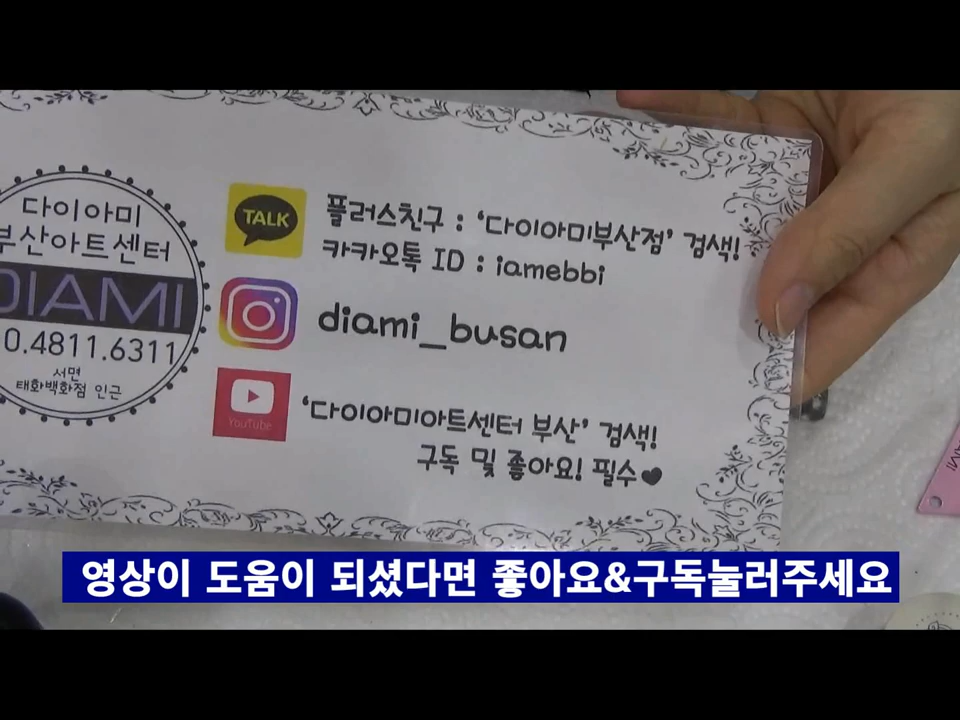 다이아미
부산아트센터
DIAMI
0.4811.6311
서면
태화백화점 인근
TALK
플러스친구 : ‘다이아미부산점’ 검색!
카카오톡 ID : iamebbi
diami_busan
YouTube
‘다이아미아트센터 부산’ 검색!
구독 및 좋아요! 필수♥
영상이 도움이 되셨다면 좋아요&구독눌러주세요